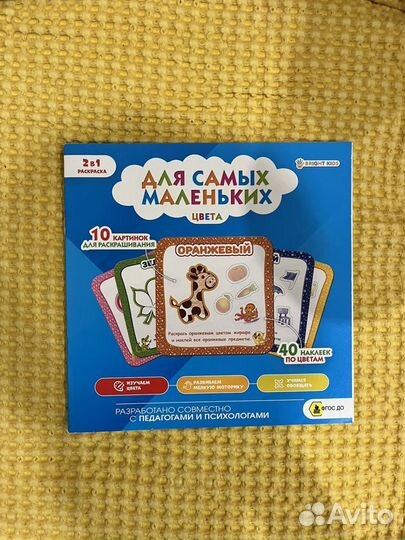 2 в 1
РАСКРАСКА
BRIGHT KIDS
ДЛЯ САМЫХ
МАЛЕНЬКИХ
ЦВЕТА
10 КАРТИНОК
ДЛЯ РАСКРАШИВАНИЯ
ОРАНЖЕВЫЙ
Раскрась оранжевым цветом жирафа
и наклей все оранжевые предметы.
40 НАКЛЕЕК
ПО ЦВЕТАМ
ИЗУЧАЕМ
ЦВЕТА
РАЗВИВАЕМ
МЕЛКУЮ МОТОРИКУ
УЧИМСЯ
ОБОБЩАТЬ
РАЗРАБОТАНО СОВМЕСТНО
С ПЕДАГОГАМИ И ПСИХОЛОГАМИ
ФГОС ДО
Avito